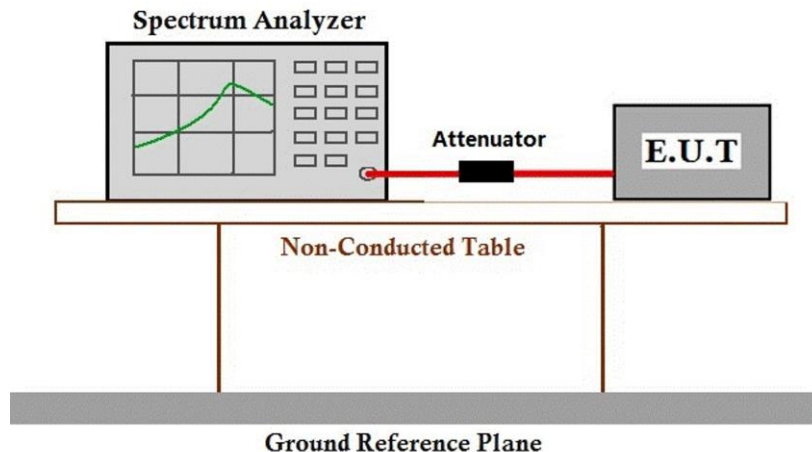 Spectrum Analyzer
Attenuator
E.U.T
Non-Conducted Table
Ground Reference Plane